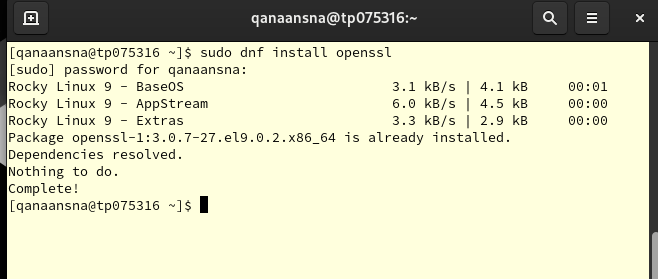 qanaansna@tp075316:~
[qanaansna@tp075316 ~]$ sudo dnf install openssl
[sudo] password for qanaansna:
Rocky Linux 9 - BaseOS 3.1 kB/s | 4.1 kB 00:01
Rocky Linux 9 - AppStream 6.0 kB/s | 4.5 kB 00:00
Rocky Linux 9 - Extras 3.3 kB/s | 2.9 kB 00:00
Package openssl-1:3.0.7-27.el9.0.2.x86_64 is already installed.
Dependencies resolved.
Nothing to do.
Complete!
[qanaansna@tp075316 ~]$